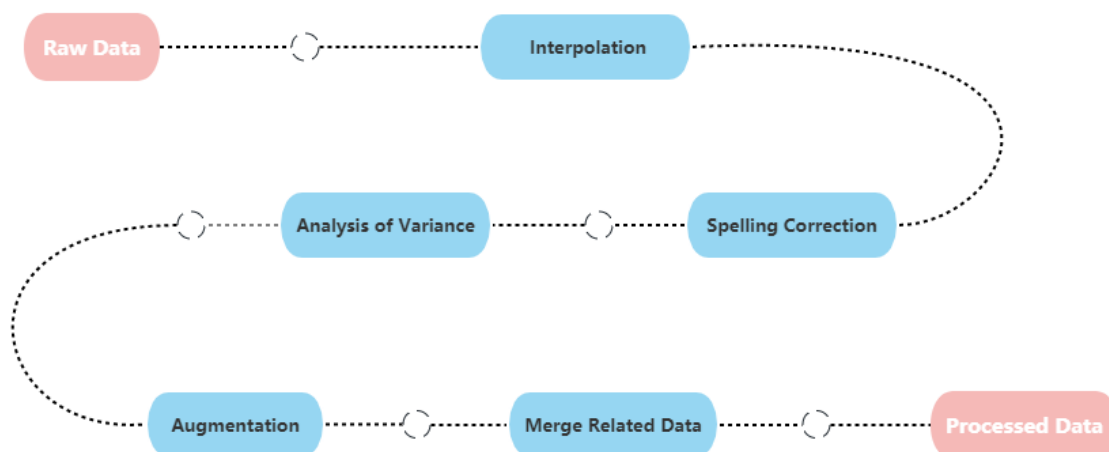 Raw Data
Interpolation
Spelling Correction
Analysis of Variance
Augmentation
Merge Related Data
Processed Data